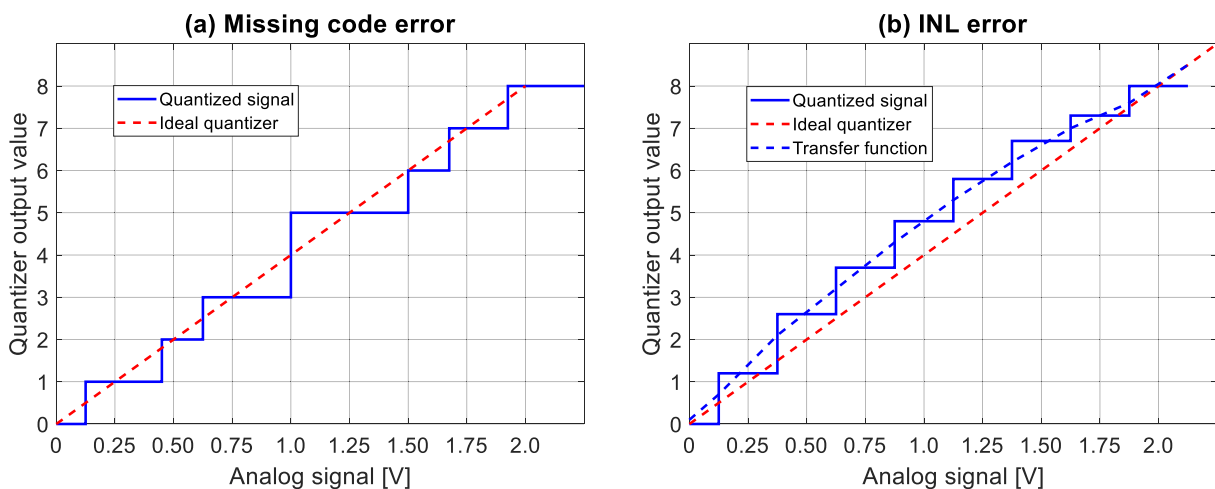 (a) Missing code error
Quantizer output value
8
7
6
5
4
3
2
1
0
Quantized signal
Ideal quantizer
0 0.25 0.50 0.75 1.0 1.25 1.50 1.75 2.0
Analog signal [V]
(b) INL error
Quantizer output value
8
7
6
5
4
3
2
1
0
Quantized signal
Ideal quantizer
Transfer function
0 0.25 0.50 0.75 1.0 1.25 1.50 1.75 2.0
Analog signal [V]